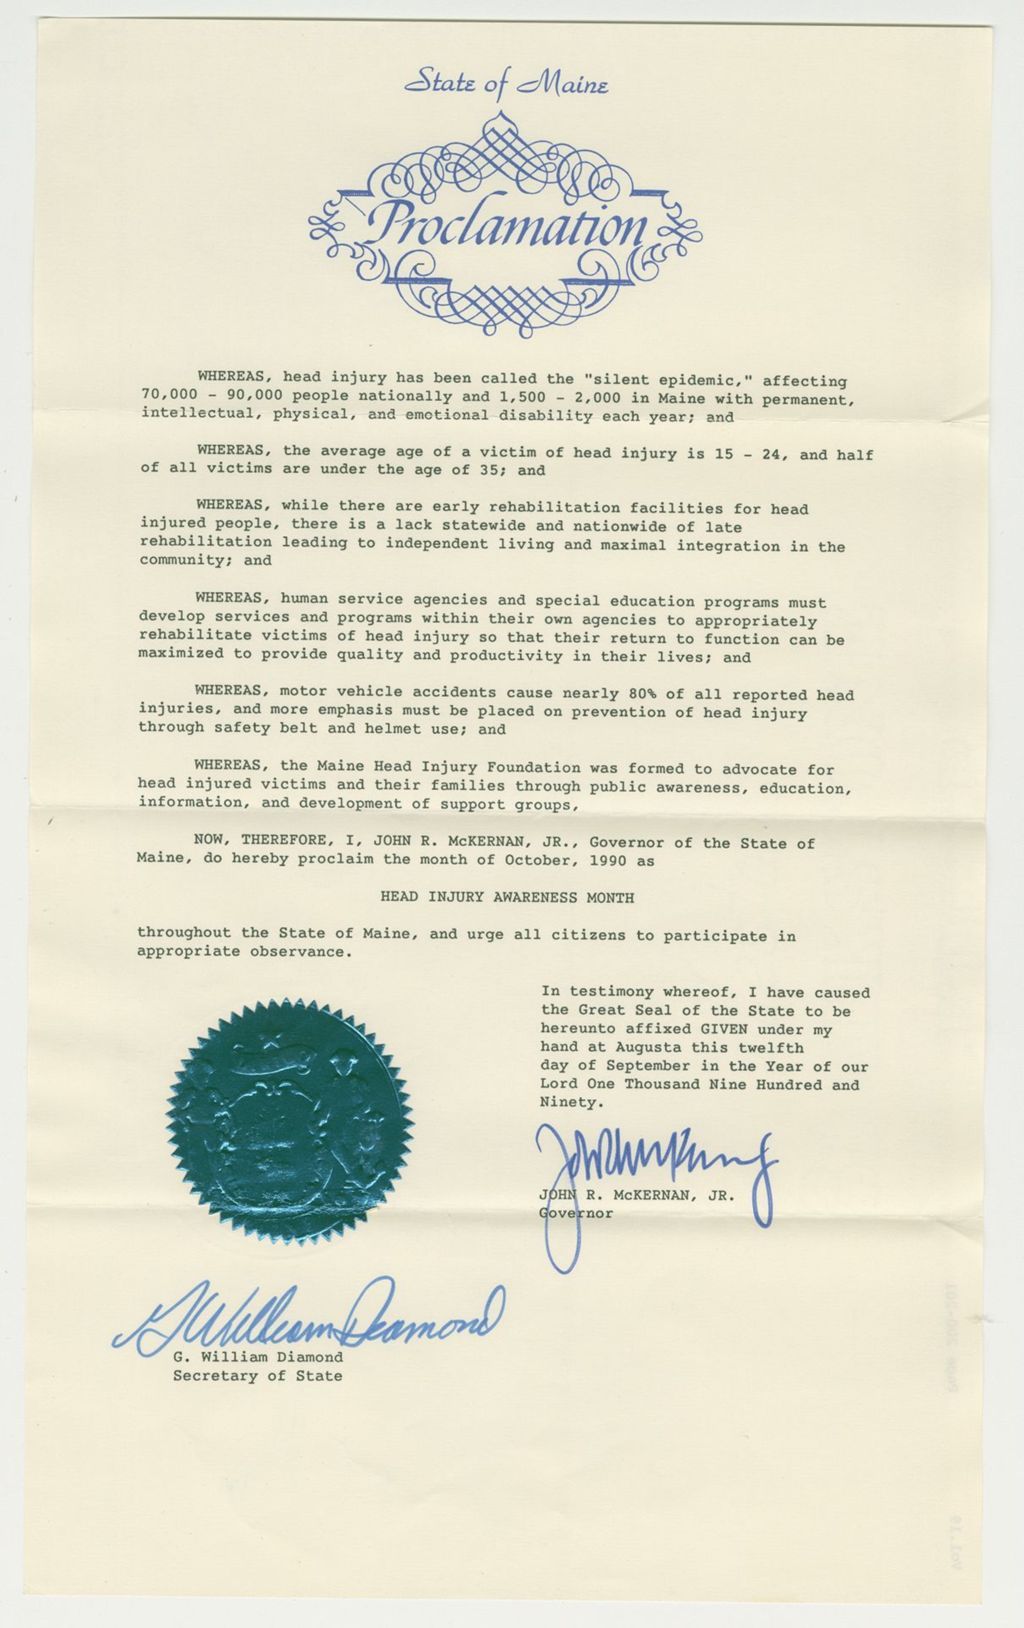 State of Maine
Proclamation
WHEREAS, head injury has been called the "silent epidemic," affecting
70,000 - 90,000 people nationally and 1,500 - 2,000 in Maine with permanent,
intellectual, physical, and emotional disability each year; and
WHEREAS, the average age of a victim of head injury is 15 - 24, and half
of all victims are under the age of 35; and
WHEREAS, while there are early rehabilitation facilities for head
injured people, there is a lack statewide and nationwide of late
rehabilitation leading to independent living and maximal integration in the
community; and
WHEREAS, human service agencies and special education programs must
develop services and programs within their own agencies to appropriately
rehabilitate victims of head injury so that their return to function can be
maximized to provide quality and productivity in their lives; and
WHEREAS, motor vehicle accidents cause nearly 80% of all reported head
injuries, and more emphasis must be placed on prevention of head injury
through safety belt and helmet use; and
WHEREAS, the Maine Head Injury Foundation was formed to advocate for
head injured victims and their families through public awareness, education,
information, and development of support groups,
NOW, THEREFORE, I, JOHN R. McKERNAN, JR., Governor of the State of
Maine, do hereby proclaim the month of October, 1990 as
HEAD INJURY AWARENESS MONTH
throughout the State of Maine, and urge all citizens to participate in
appropriate observance.
In testimony whereof, I have caused
the Great Seal of the State to be
hereunto affixed GIVEN under my
hand at Augusta this twelfth
day of September in the Year of our
Lord One Thousand Nine Hundred and
Ninety.
JOHN R. McKERNAN, JR.
Governor
G William Diamond
G. William Diamond
Secretary of State